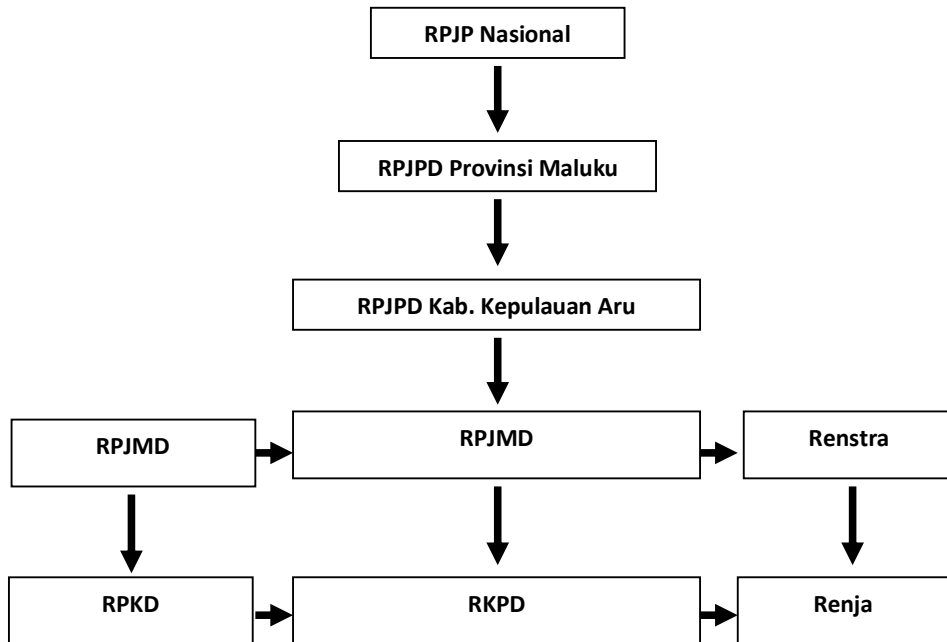 RPJP Nasional
RPJPD Provinsi Maluku
RPJPD Kab. Kepulauan Aru
RPJMD
RPJMD
Renstra
RPKD
RKPD
Renja